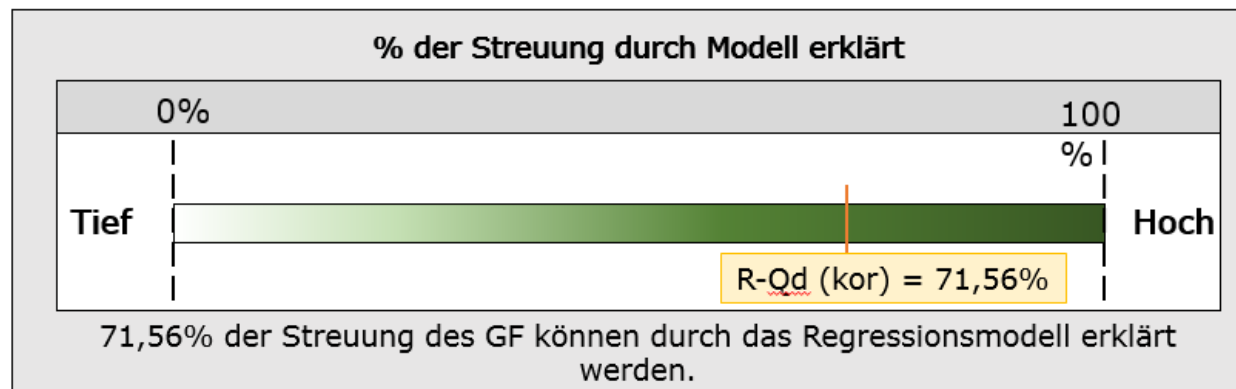 % der Streuung durch Modell erklärt
0%
100
%
Tief
Hoch
R-Qd (kor) = 71,56%
71,56% der Streuung des GF können durch das Regressionsmodell erklärt
werden.